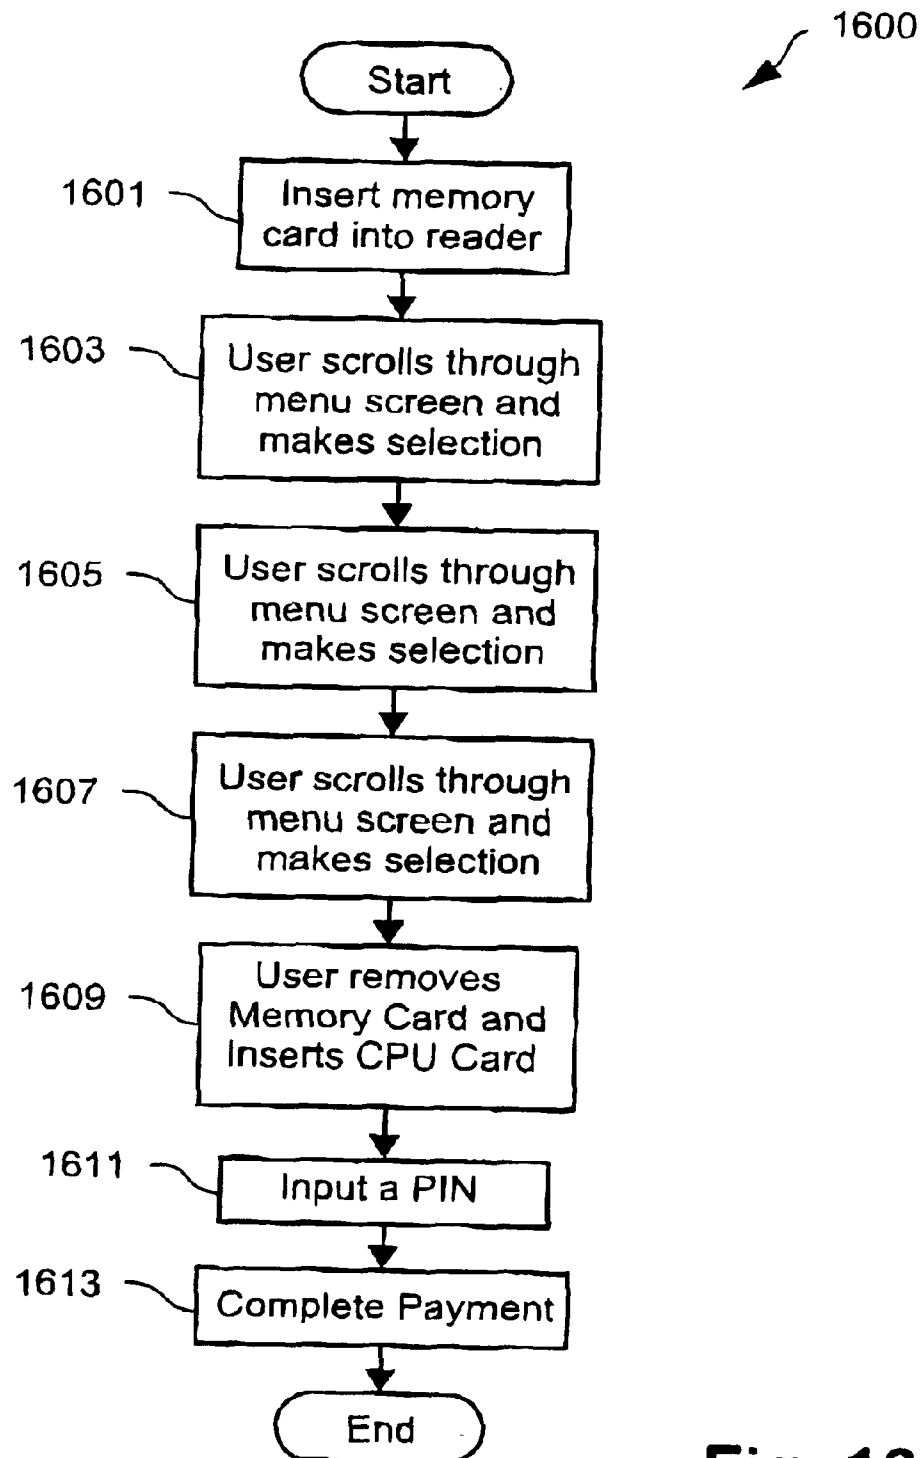 1600
Start
1601
Insert memory
card into reader
1603
User scrolls through
menu screen and
makes selection
1605
User scrolls through
menu screen and
makes selection
1607
User scrolls through
menu screen and
makes selection
1609
User removes
Memory Card and
Inserts CPU Card
1611
Input a PIN
1613
Complete Payment
End
Fig. 16